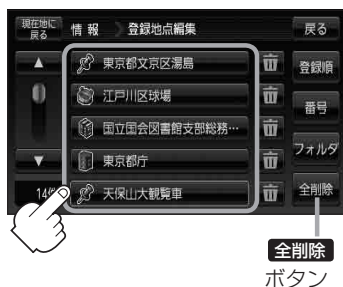 現在地に
戻る
情報
登録地点編集
戻る
東京都文京区湯島
登録順
江戸川区球場
番号
国立国会図書館支部総務…
フォルダ
東京都庁
14件
天保山大観覧車
全削除
全削除
ボタン